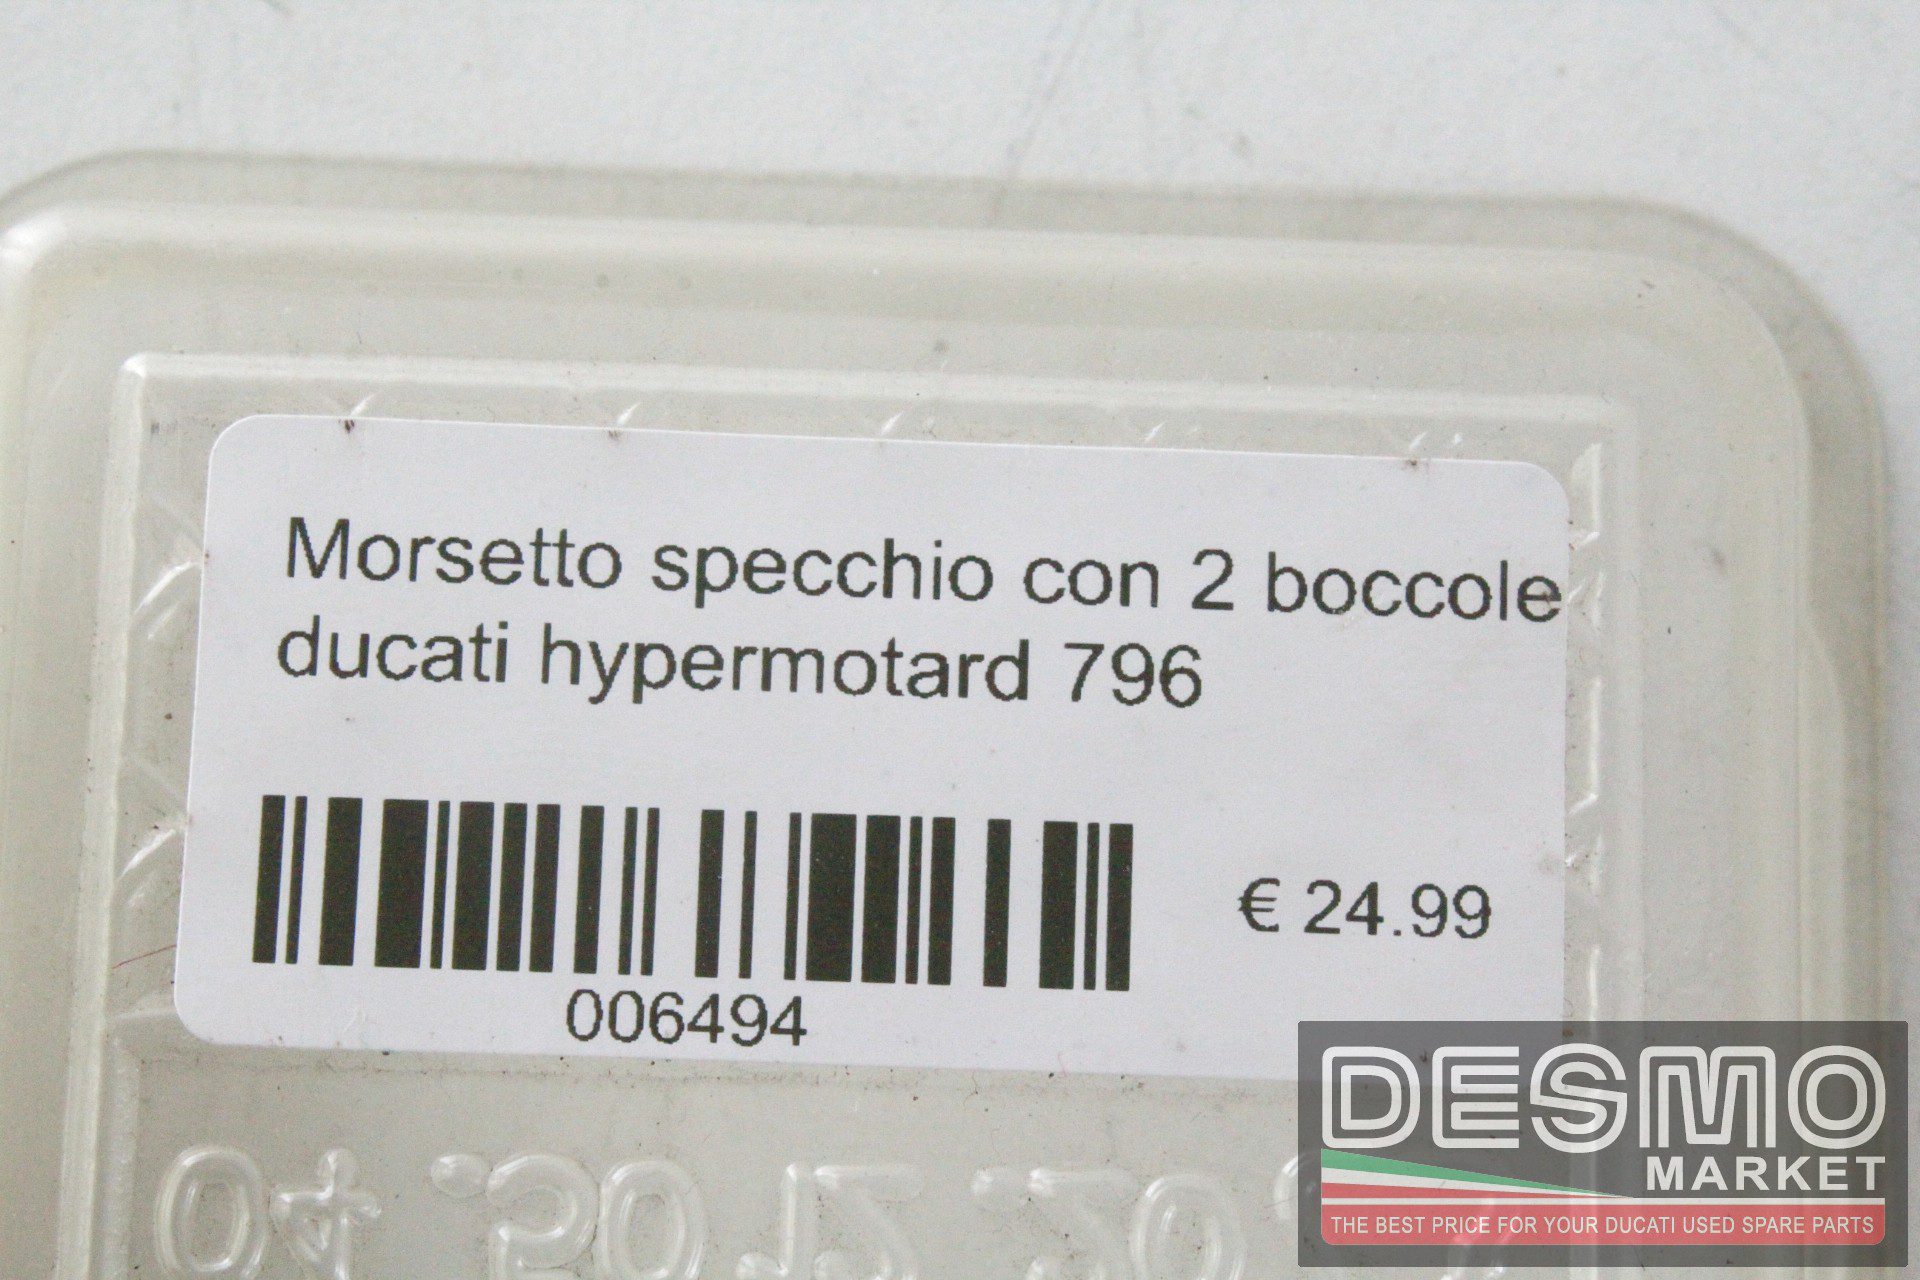 Morsetto specchio con 2 boccole
ducati hypermotard 796
€ 24.99
006494
DESMO
MARKET
THE BEST PRICE FOR YOUR DUCATI USED SPARE PARTS